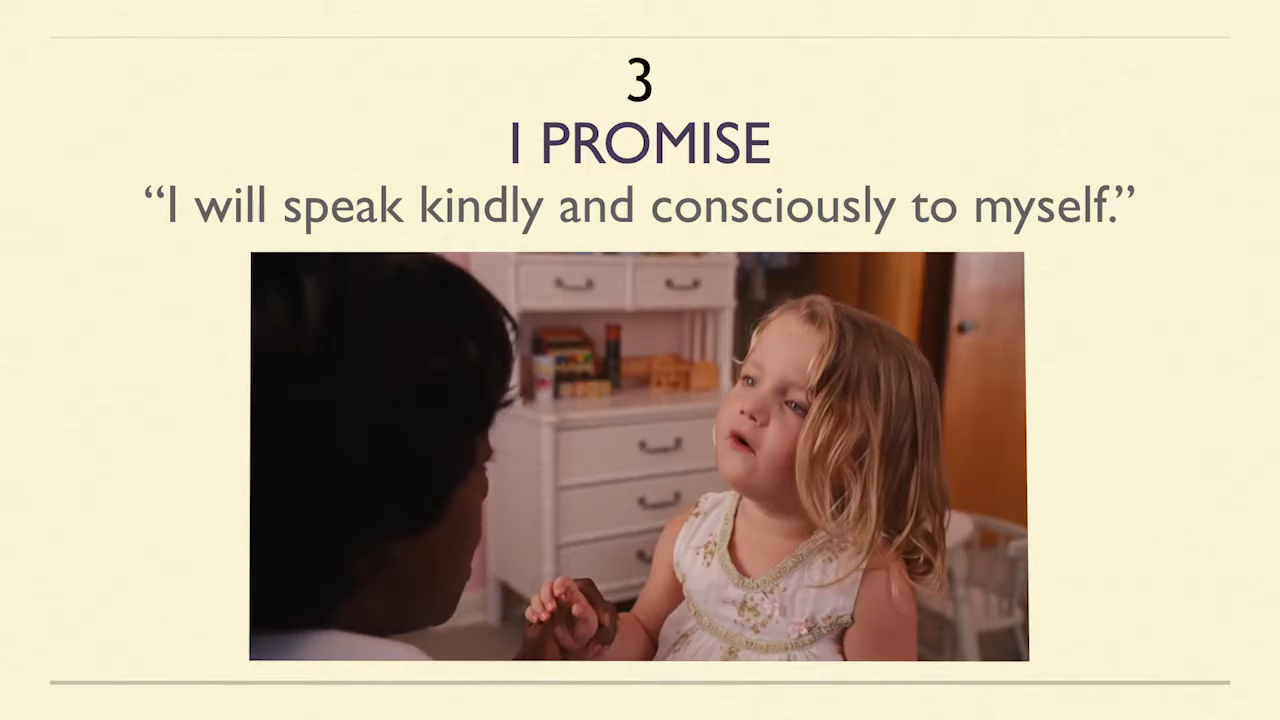 3
I PROMISE
“I will speak kindly and consciously to myself.”